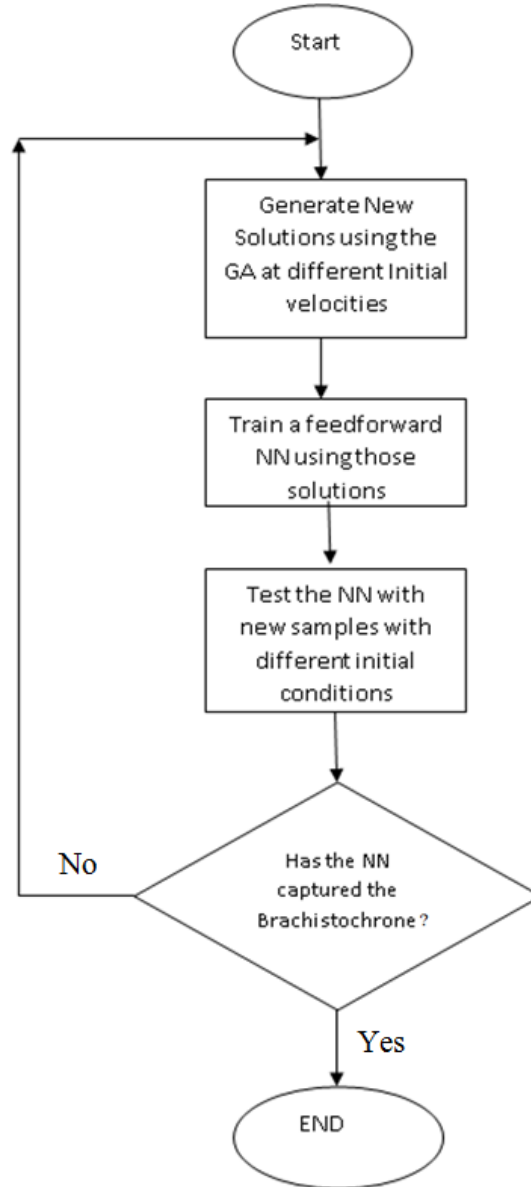 Start
Generate New
Solutions using the
GA at different Initial
velocities
Train a feedforward
NN using those
solutions
Test the NN with
new samples with
different initial
conditions
Has the NN
captured the
Brachistochrone?
No
Yes
END